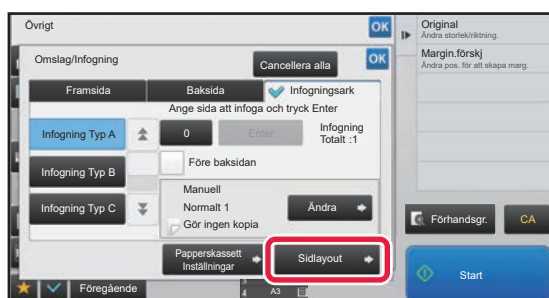 Övrigt
OK
Omslag/Infogning
Cancellera alla
OK
Framsida
Baksida
Infogningsark
Ange sida att infoga och tryck Enter
Infogning Typ A
0
Enter
Infogning
Totalt :1
Före baksidan
Infogning Typ B
Manuell
Normalt 1
Gör ingen kopia
Ändra
Infogning Typ C
Papperskassett
Inställningar
Sidlayout
Föregående
A3
Original
Ändra storlek/riktning.
Margin.förskj
Ändra pos. för att skapa marg.
Förhandsgr.
CA
Start